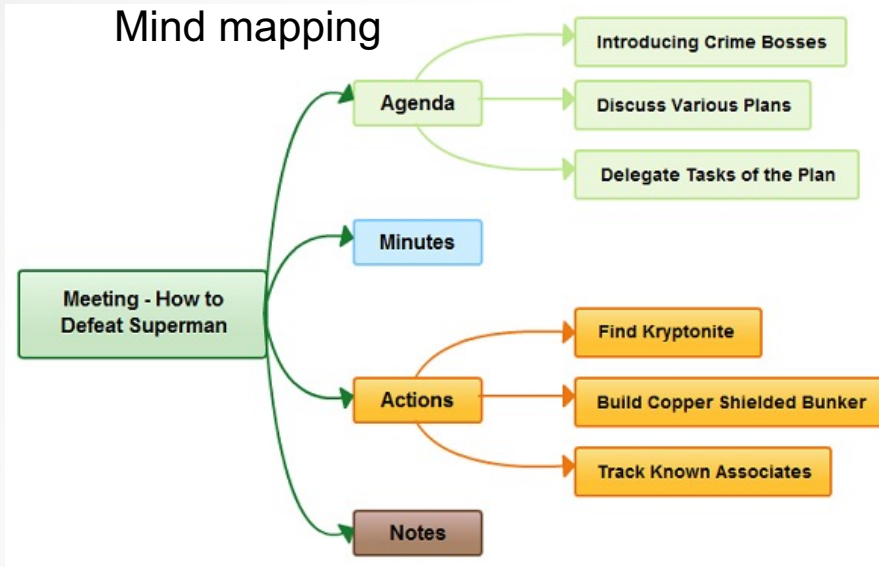 Mind mapping
Introducing Crime Bosses
Agenda
Discuss Various Plans
Delegate Tasks of the Plan
Minutes
Meeting - How to
Defeat Superman
Find Kryptonite
Actions
Build Copper Shielded Bunker
Track Known Associates
Notes